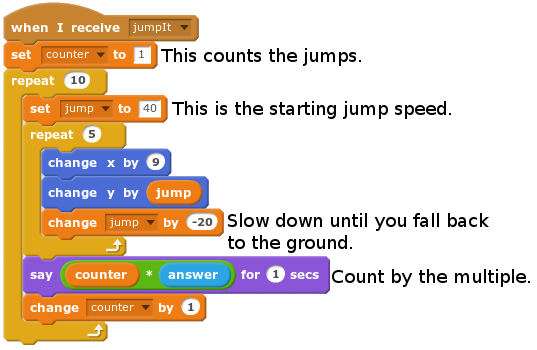 when I receive jumpIt
set counter to 1 This counts the jumps.
repeat 10
set jump to 40 This is the starting jump speed.
repeat 5
change x by 9
change y by jump
change jump by -20 Slow down until you fall back
to the ground.
say counter * answer for 1 secs Count by the multiple.
change counter by 1